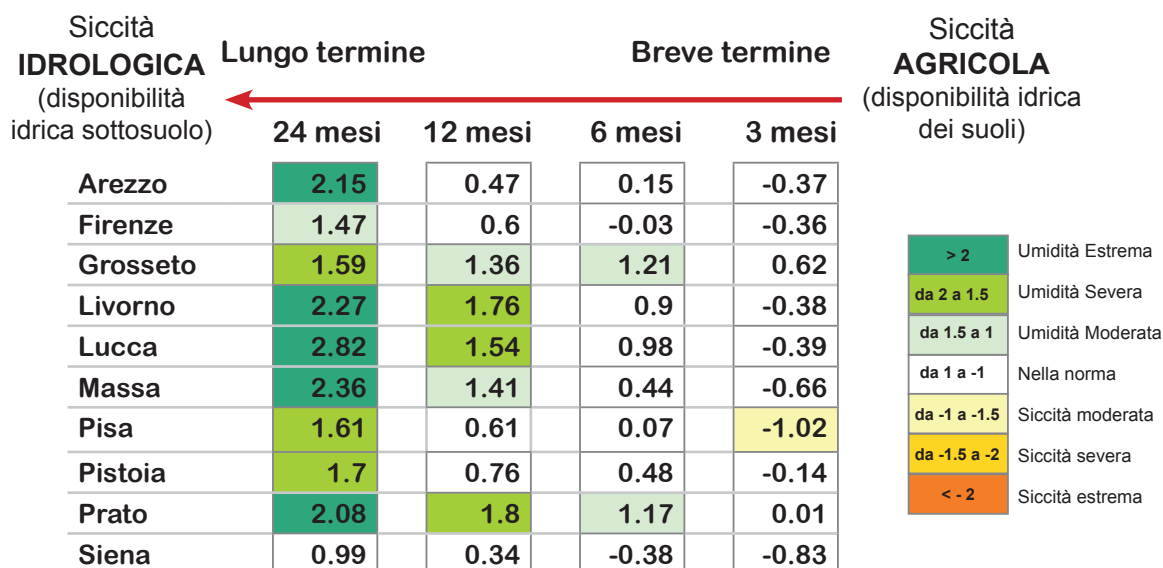 Siccità
IDROLOGICA
(disponibilità
idrica sottosuolo)
Lungo termine
Breve termine
Siccità
AGRICOLA
(disponibilità idrica
dei suoli)
24 mesi 12 mesi 6 mesi 3 mesi
Arezzo 2.15 0.47 0.15 -0.37
Firenze 1.47 0.6 -0.03 -0.36
Grosseto 1.59 1.36 1.21 0.62
Livorno 2.27 1.76 0.9 -0.38
Lucca 2.82 1.54 0.98 -0.39
Massa 2.36 1.41 0.44 -0.66
Pisa 1.61 0.61 0.07 -1.02
Pistoia 1.7 0.76 0.48 -0.14
Prato 2.08 1.8 1.17 0.01
Siena 0.99 0.34 -0.38 -0.83
> 2 Umidità Estrema
da 2 a 1.5 Umidità Severa
da 1.5 a 1 Umidità Moderata
da 1 a -1 Nella norma
da -1 a -1.5 Siccità moderata
da -1.5 a -2 Siccità severa
< - 2 Siccità estrema